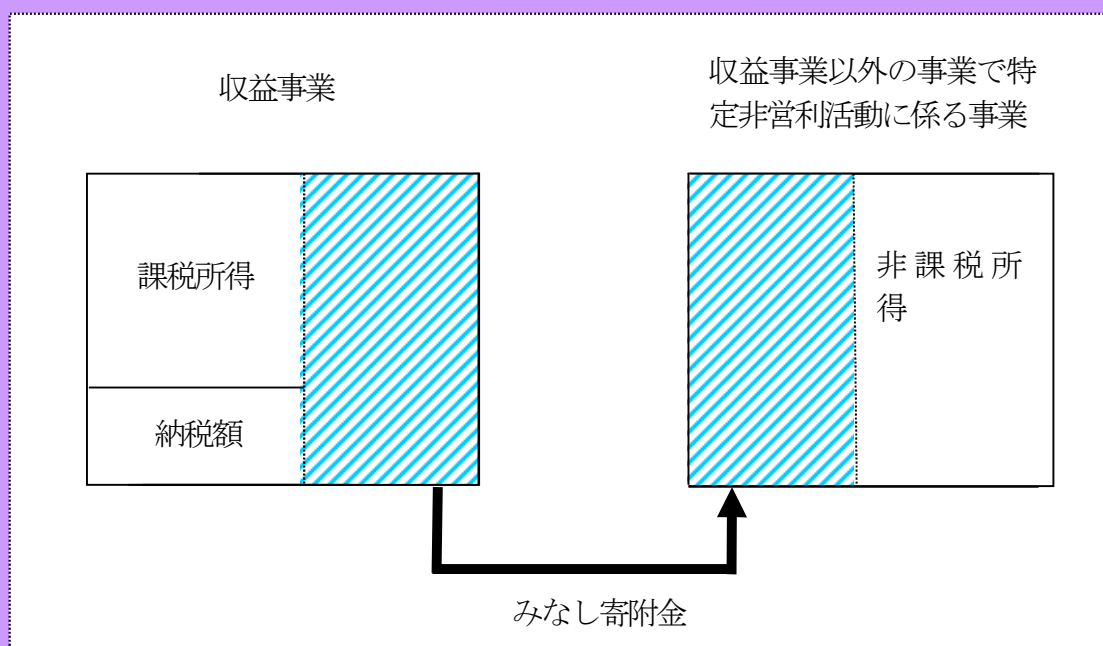 収益事業
収益事業以外の事業で特
定非営利活動に係る事業
課税所得
納税額
非課税所
得
みなし寄附金